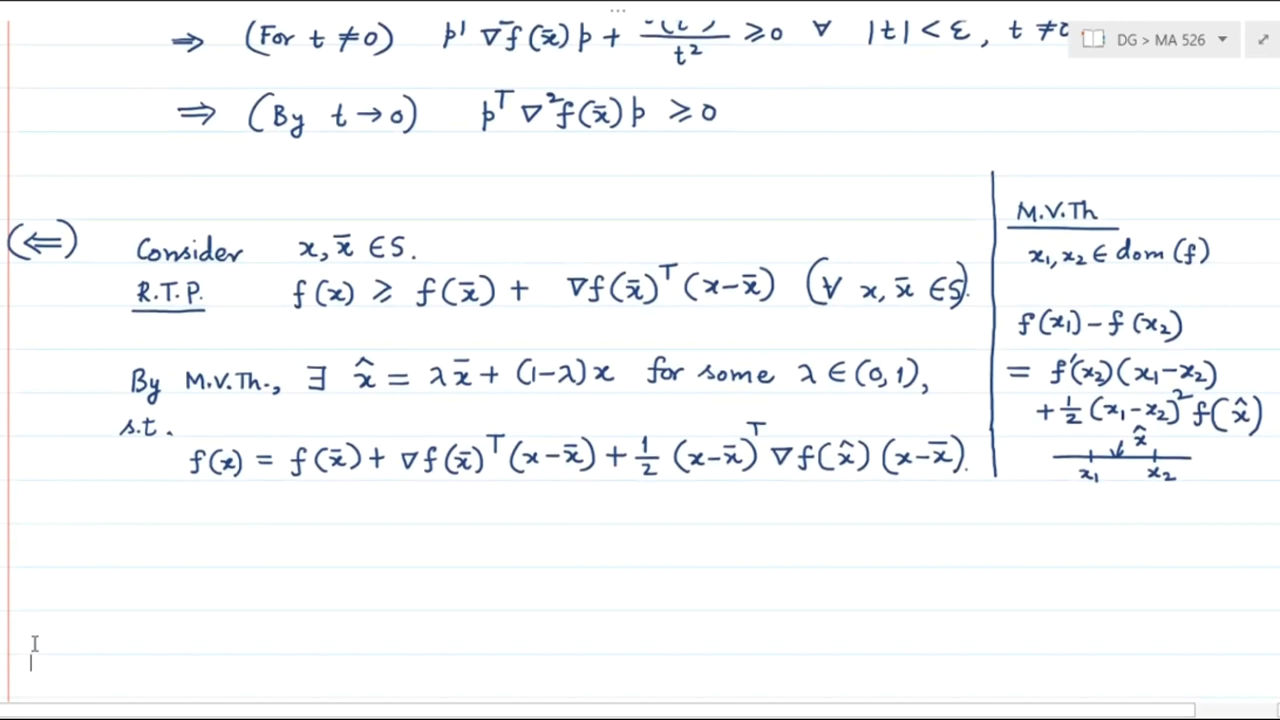 ⇒ (For t ≠ 0) p^T ∇²f(x̄) p + / t² ≥ 0 ∀ |t| < ε, t ≠ 0
DG > MA 526
⇒ (By t → 0) p^T ∇²f(x̄) p ≥ 0
(⇐) Consider x, x̄ ∈ S.
R.T.P. f(x) ≥ f(x̄) + ∇f(x̄)^T (x-x̄) (∀ x, x̄ ∈ S).
By M.V.Th., ∃ x̂ = λx̄ + (1-λ)x for some λ ∈ (0,1),
s.t.
f(x) = f(x̄) + ∇f(x̄)^T (x-x̄) + 1/2 (x-x̄)^T ∇f(x̂) (x-x̄).
M.V.Th
x₁, x₂ ∈ dom (f)
f(x₁) - f(x₂)
= f'(x₂)(x₁-x₂)
+ 1/2 (x₁-x₂)² f(x̂)
x̂
x₁ x₂